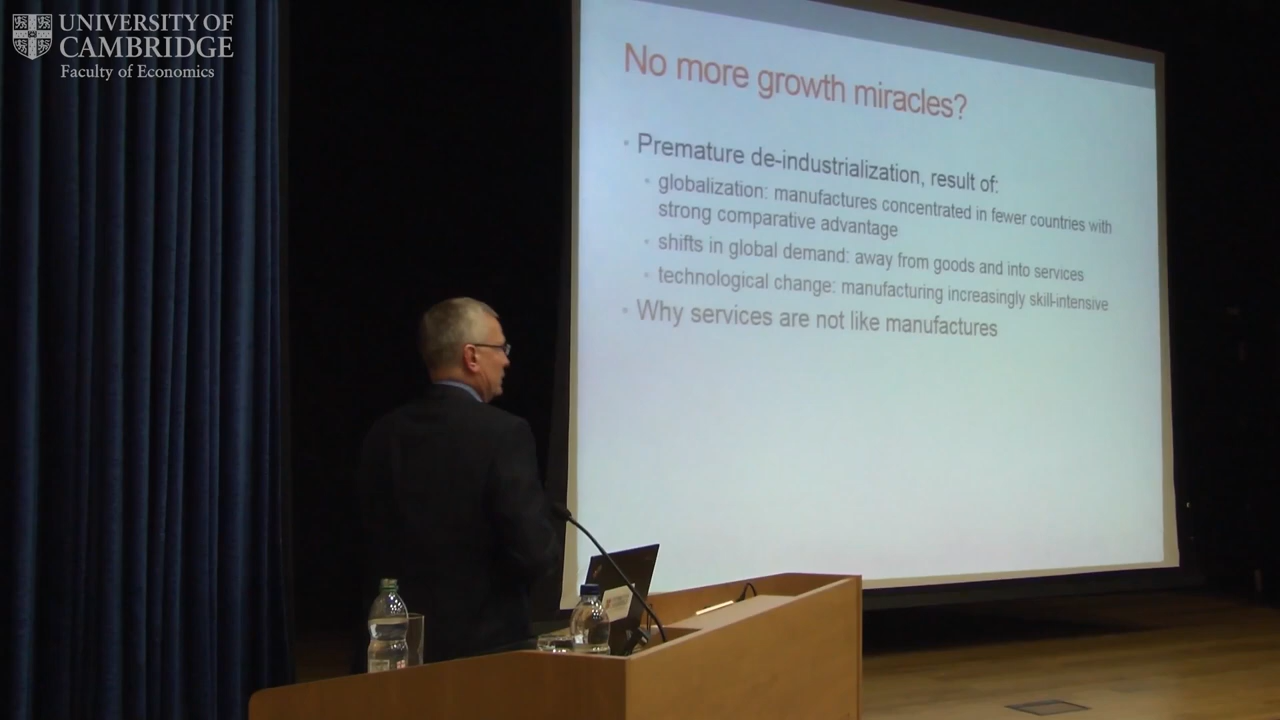 UNIVERSITY OF
CAMBRIDGE
Faculty of Economics
No more growth miracles?
• Premature de-industrialization, result of:
• globalization: manufactures concentrated in fewer countries with
strong comparative advantage
• shifts in global demand: away from goods and into services
• technological change: manufacturing increasingly skill-intensive
• Why services are not like manufactures